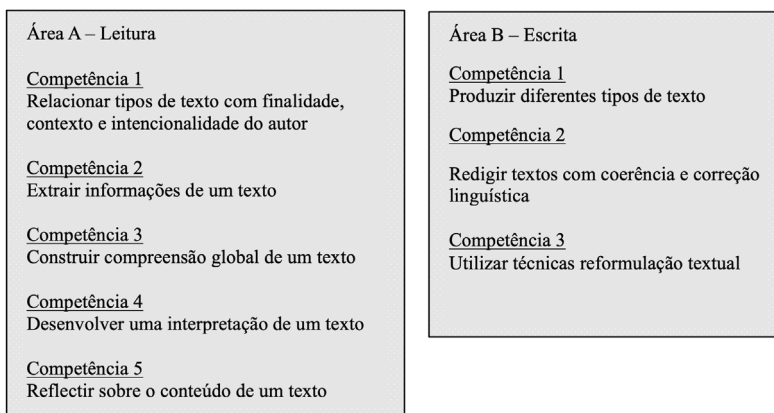 Área A – Leitura
Competência 1
Relacionar tipos de texto com finalidade,
contexto e intencionalidade do autor
Competência 2
Extrair informações de um texto
Competência 3
Construir compreensão global de um texto
Competência 4
Desenvolver uma interpretação de um texto
Competência 5
Reflectir sobre o conteúdo de um texto
Área B – Escrita
Competência 1
Produzir diferentes tipos de texto
Competência 2
Redigir textos com coerência e correção
linguística
Competência 3
Utilizar técnicas reformulação textual